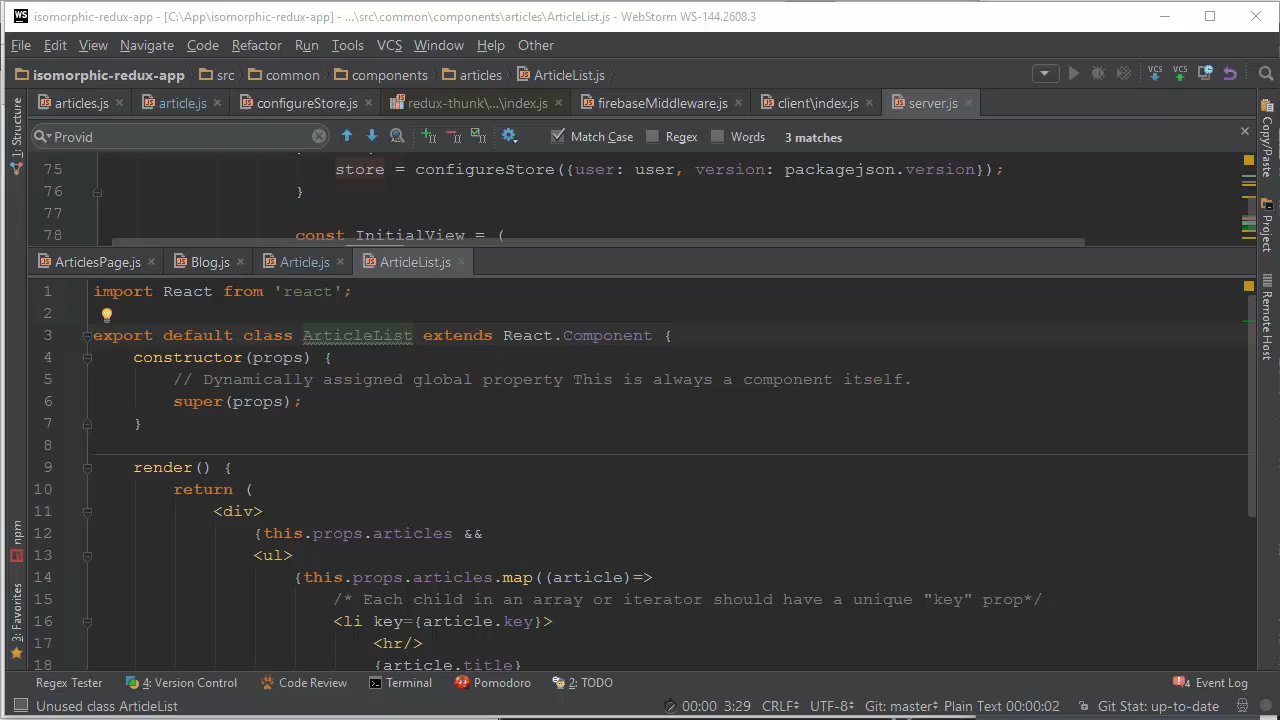 isomorphic-redux-app - [C:\App\isomorphic-redux-app] - ...\src\common\components\articles\ArticleList.js - WebStorm WS-144.2608.3
File Edit View Navigate Code Refactor Run Tools VCS Window Help Other
isomorphic-redux-app src common components articles ArticleList.js
articles.js article.js configureStore.js redux-thunk\...\index.js firebaseMiddleware.js client\index.js server.js
Provid Match Case Regex Words 3 matches
75 store = configureStore({user: user, version: packagejson.version});
76 }
77
78 const InitialView = (
ArticlesPage.js Blog.js Article.js ArticleList.js
1 import React from 'react';
2
3 export default class ArticleList extends React.Component {
4 constructor(props) {
5 // Dynamically assigned global property This is always a component itself.
6 super(props);
7 }
8
9 render() {
10 return (
11 <div>
12 {this.props.articles &&
13 <ul>
14 {this.props.articles.map((article)=>
15 /* Each child in an array or iterator should have a unique "key" prop*/
16 <li key={article.key}>
17 <hr/>
18 {article.title}
1: Structure
npm
3: Favorites
Copy/Paste
Project
Remote Host
Regex Tester 4: Version Control Code Review Terminal Pomodoro 2: TODO Event Log
Unused class ArticleList 00:00 3:29 CRLF UTF-8 Git: master Plain Text 00:00:02 Git Stat: up-to-date